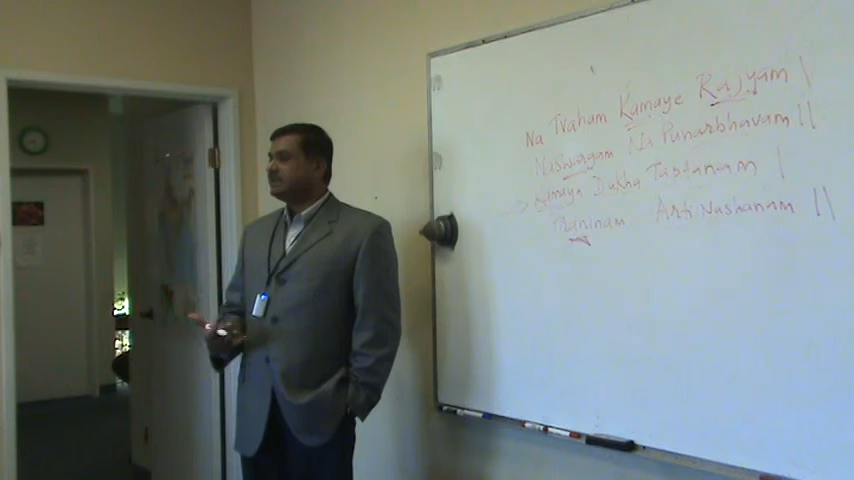 Na Tvaham Kamaye Rajyam |
Naswargam Na Punarbhavam ||
Kamaye Dukha Taptanam |
Praninam Arti Nashanam ||